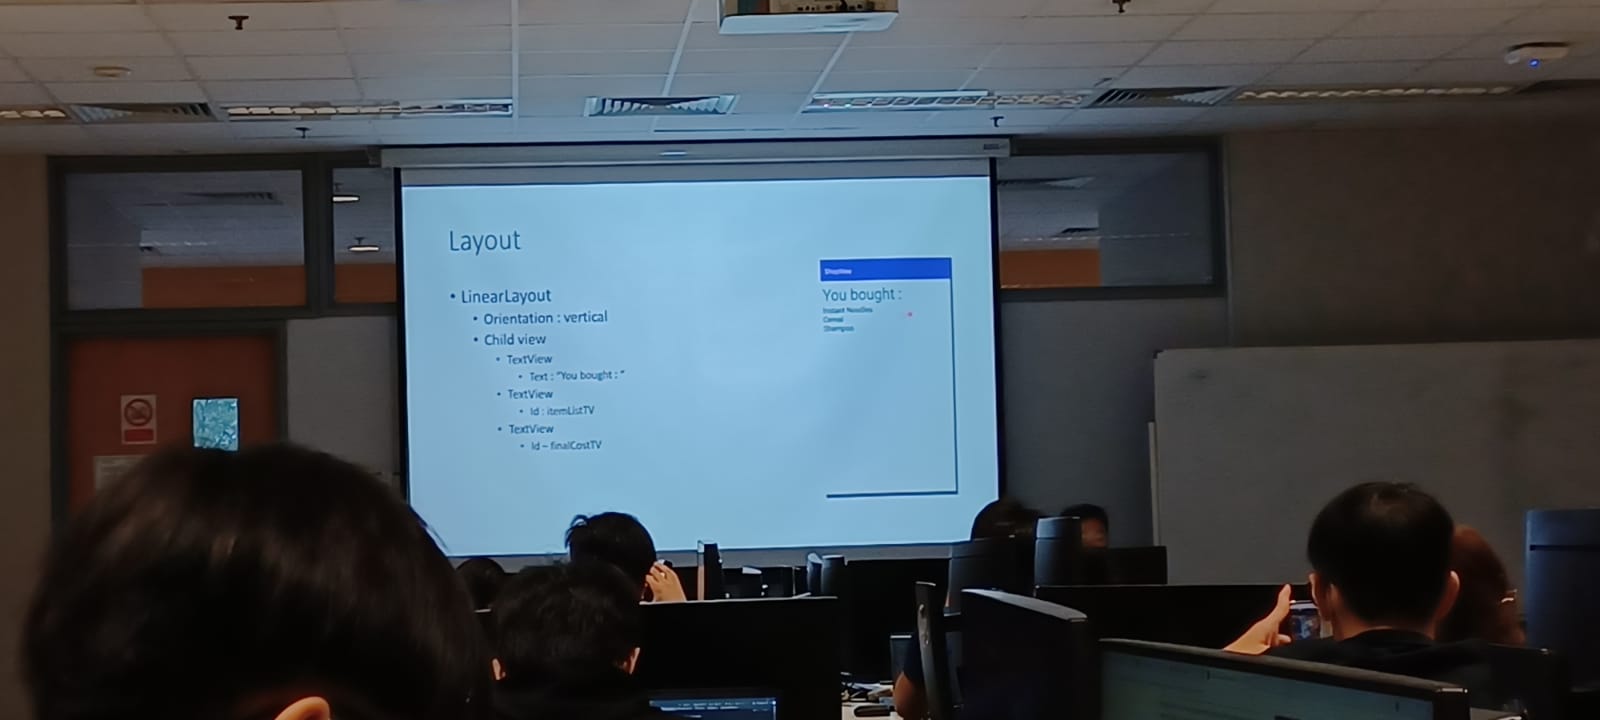 Layout
• LinearLayout
• Orientation : vertical
• Child view
• TextView
• Text : "You bought : "
• TextView
• Id : itemListTV
• TextView
• Id – finalCostTV
You bought :
Instant Noodles
Cereal
Shampoo